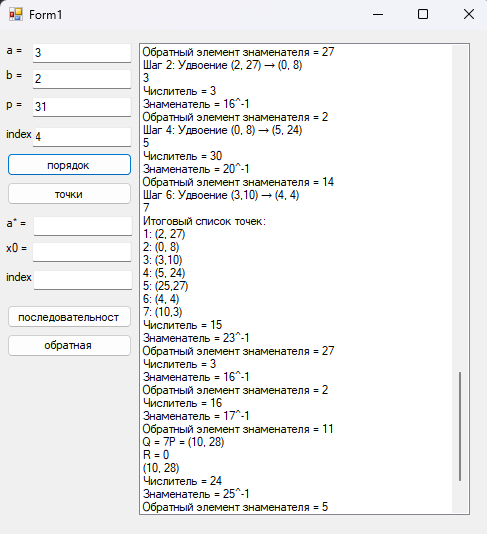 Form1
a = 3
b = 2
p = 31
index 4
порядок
точки
a* =
x0 =
index
последовательност
обратная
Обратный элемент знаменателя = 27
Шаг 2: Удвоение (2, 27) → (0, 8)
3
Числитель = 3
Знаменатель = 16^-1
Обратный элемент знаменателя = 2
Шаг 4: Удвоение (0, 8) → (5, 24)
5
Числитель = 30
Знаменатель = 20^-1
Обратный элемент знаменателя = 14
Шаг 6: Удвоение (3,10) → (4, 4)
7
Итоговый список точек:
1: (2, 27)
2: (0, 8)
3: (3,10)
4: (5, 24)
5: (25,27)
6: (4, 4)
7: (10,3)
Числитель = 15
Знаменатель = 23^-1
Обратный элемент знаменателя = 27
Числитель = 3
Знаменатель = 16^-1
Обратный элемент знаменателя = 2
Числитель = 16
Знаменатель = 17^-1
Обратный элемент знаменателя = 11
Q = 7P = (10, 28)
R = 0
(10, 28)
Числитель = 24
Знаменатель = 25^-1
Обратный элемент знаменателя = 5